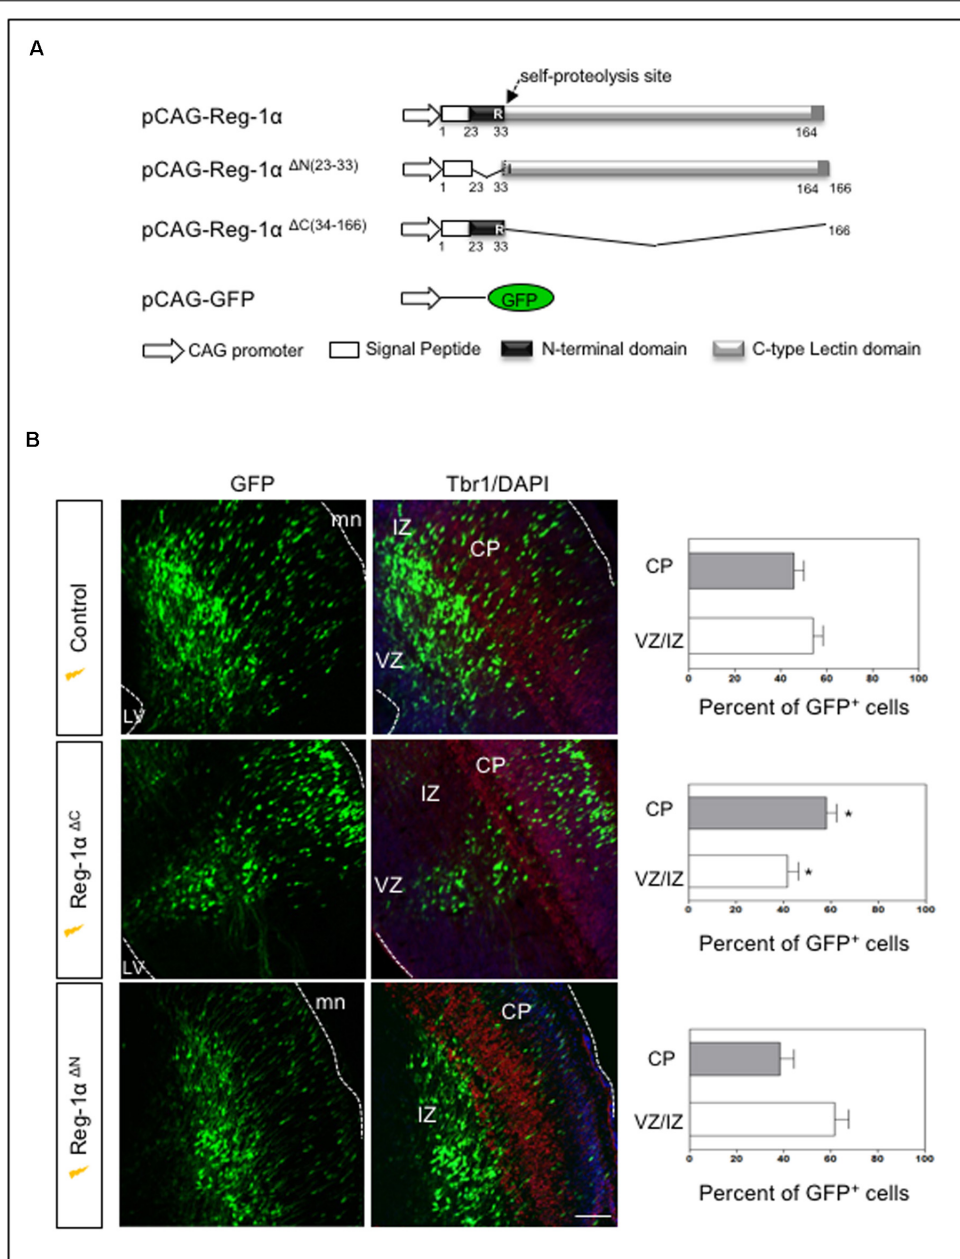 A
self-proteolysis site
pCAG-Reg-1α
R
1 23 33 164
pCAG-Reg-1α ΔN(23-33)
1 23 33 164 166
pCAG-Reg-1α ΔC(34-166)
R
166
1 23 33
pCAG-GFP
GFP
CAG promoter Signal Peptide N-terminal domain C-type Lectin domain
B
GFP Tbr1/DAPI
Control
mn
LV
IZ
CP
VZ
CP
VZ/IZ
0 20 40 60 80 100
Percent of GFP+ cells
Reg-1α ΔC
LV
CP
IZ
VZ
CP *
VZ/IZ *
0 20 40 60 80 100
Percent of GFP+ cells
Reg-1α ΔN
mn
CP
IZ
CP
VZ/IZ
0 20 40 60 80 100
Percent of GFP+ cells